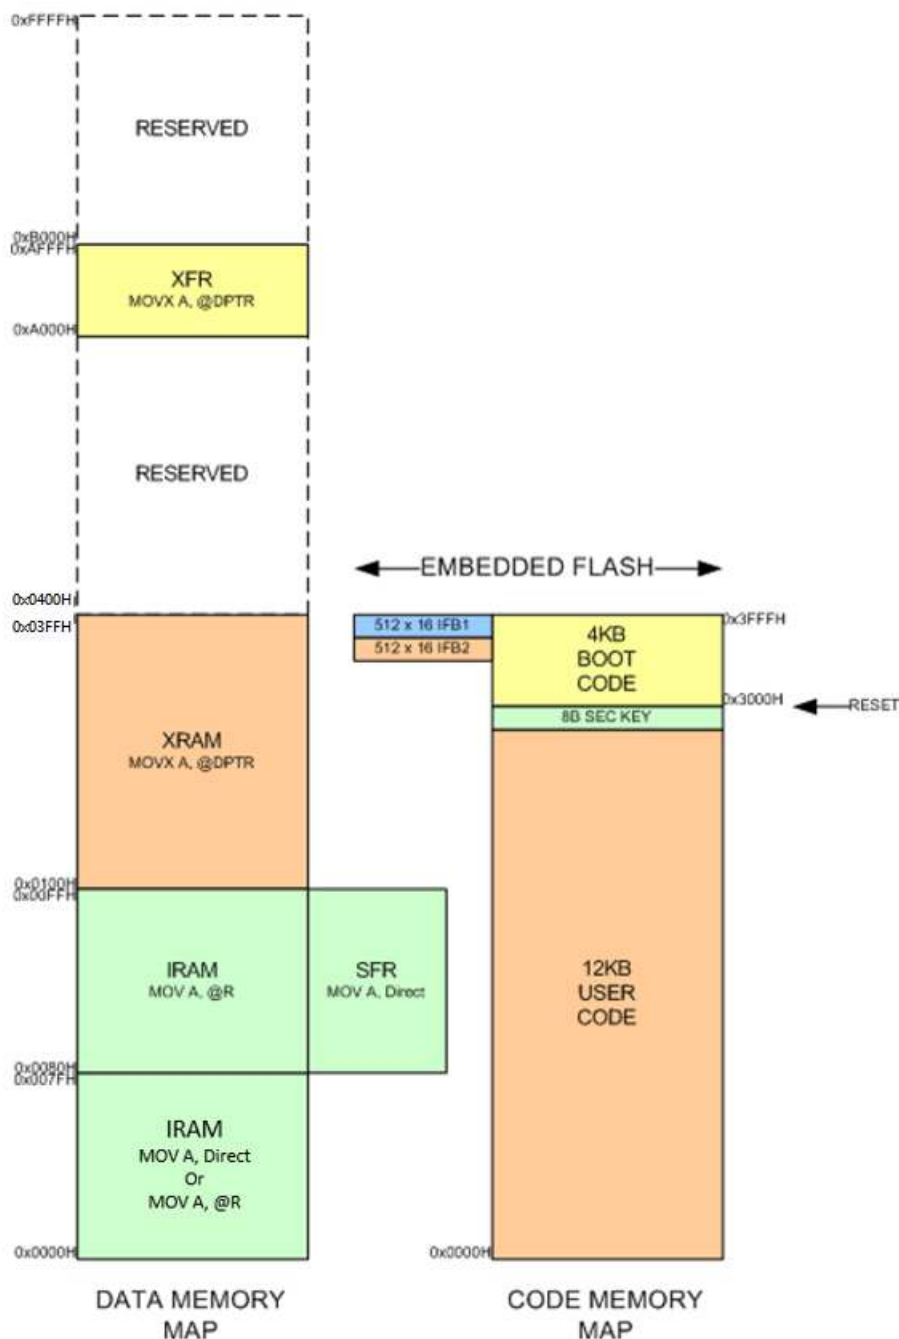 0xFFFFH
RESERVED
0xB000H
0xAFFFH
XFR
MOVX A, @DPTR
0xA000H
RESERVED
0x0400H
0x03FFH
XRAM
MOVX A, @DPTR
0x0100H
0x00FFH
IRAM
MOV A, @R
SFR
MOV A, Direct
0x0080H
0x007FH
IRAM
MOV A, Direct
Or
MOV A, @R
0x0000H
DATA MEMORY
MAP
EMBEDDED FLASH
512 x 16 IFB1
512 x 16 IFB2
4KB
BOOT
CODE
0x3FFFH
0x3000H
RESET
8B SEC KEY
12KB
USER
CODE
0x0000H
CODE MEMORY
MAP